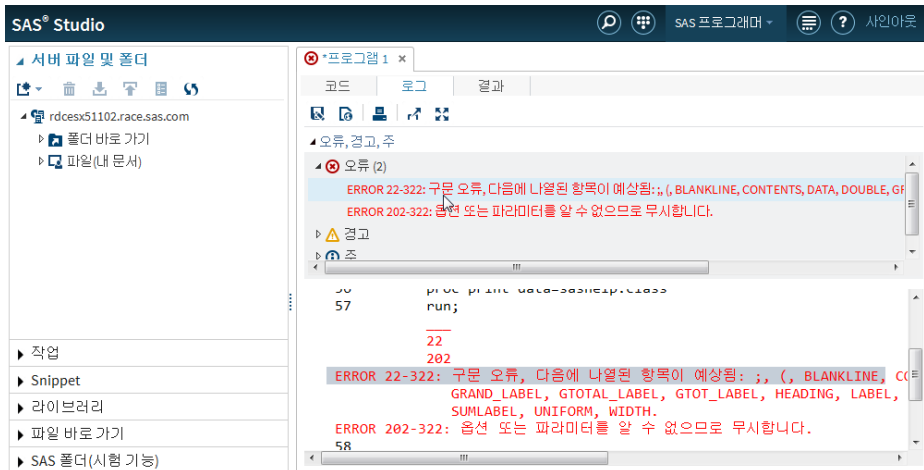 SAS® Studio
SAS 프로그래머
사인아웃
서버 파일 및 폴더
rdcesx51102.race.sas.com
폴더 바로 가기
파일(내 문서)
작업
Snippet
라이브러리
파일 바로 가기
SAS 폴더(시험 기능)
*프로그램 1
코드 로그 결과
오류, 경고, 주
오류 (2)
ERROR 22-322: 구문 오류, 다음에 나열된 항목이 예상됨: ;, (, BLANKLINE, CONTENTS, DATA, DOUBLE, GF
ERROR 202-322: 옵션 또는 파라미터를 알 수 없으므로 무시합니다.
경고
주
56 proc print data=sashelp.class
57 run;
22
202
ERROR 22-322: 구문 오류, 다음에 나열된 항목이 예상됨: ;, (, BLANKLINE, CO
GRAND_LABEL, GTOTAL_LABEL, GTOT_LABEL, HEADING, LABEL,
SUMLABEL, UNIFORM, WIDTH.
ERROR 202-322: 옵션 또는 파라미터를 알 수 없으므로 무시합니다.
58